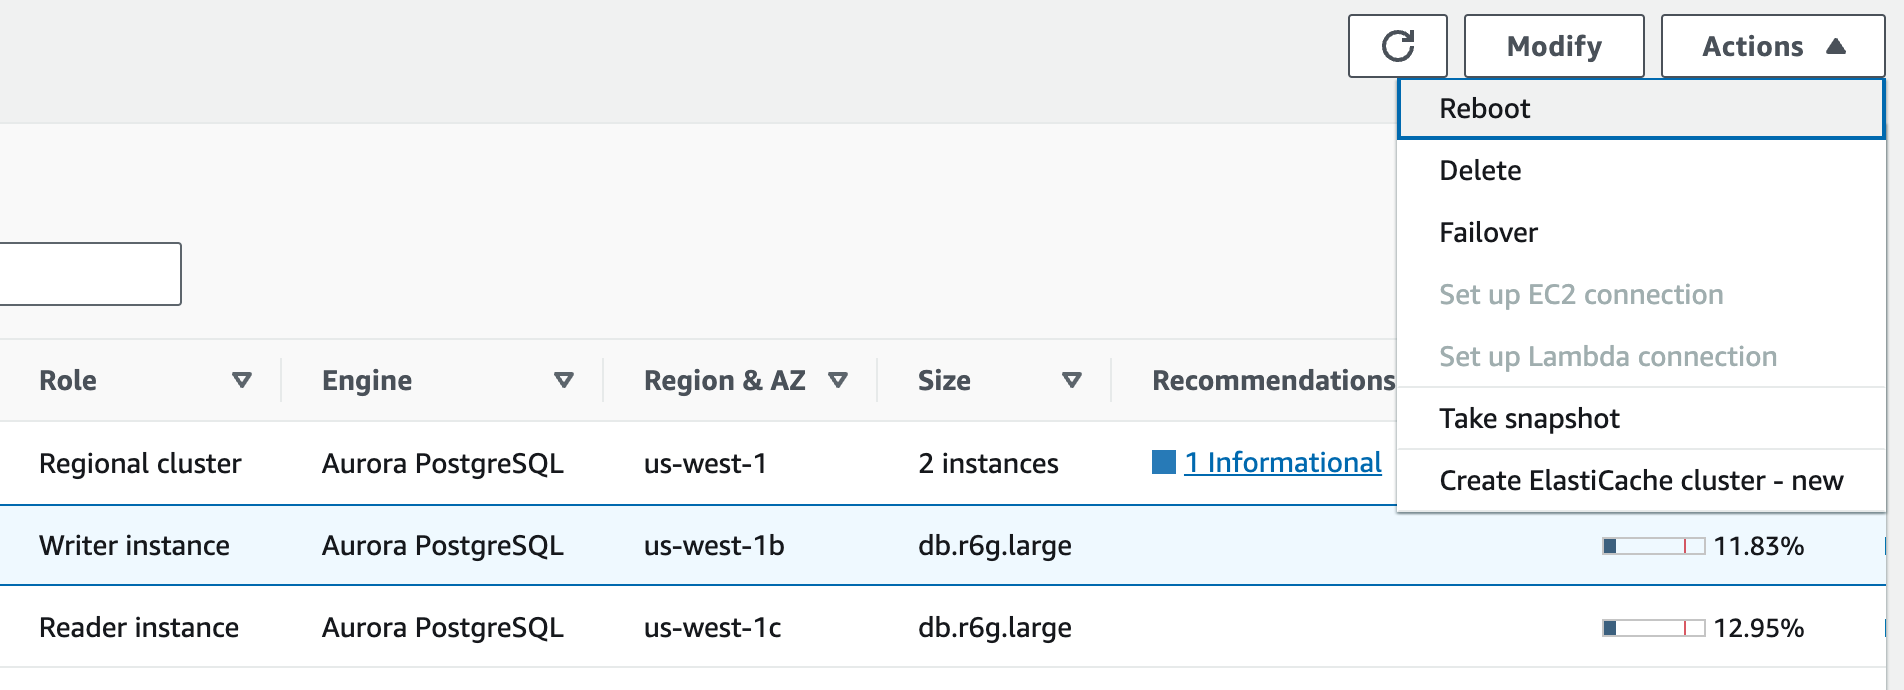 Modify Actions
Reboot
Delete
Failover
Set up EC2 connection
Set up Lambda connection
Take snapshot
Create ElastiCache cluster - new
Role Engine Region & AZ Size Recommendations
Regional cluster Aurora PostgreSQL us-west-1 2 instances 1 Informational
Writer instance Aurora PostgreSQL us-west-1b db.r6g.large 11.83%
Reader instance Aurora PostgreSQL us-west-1c db.r6g.large 12.95%